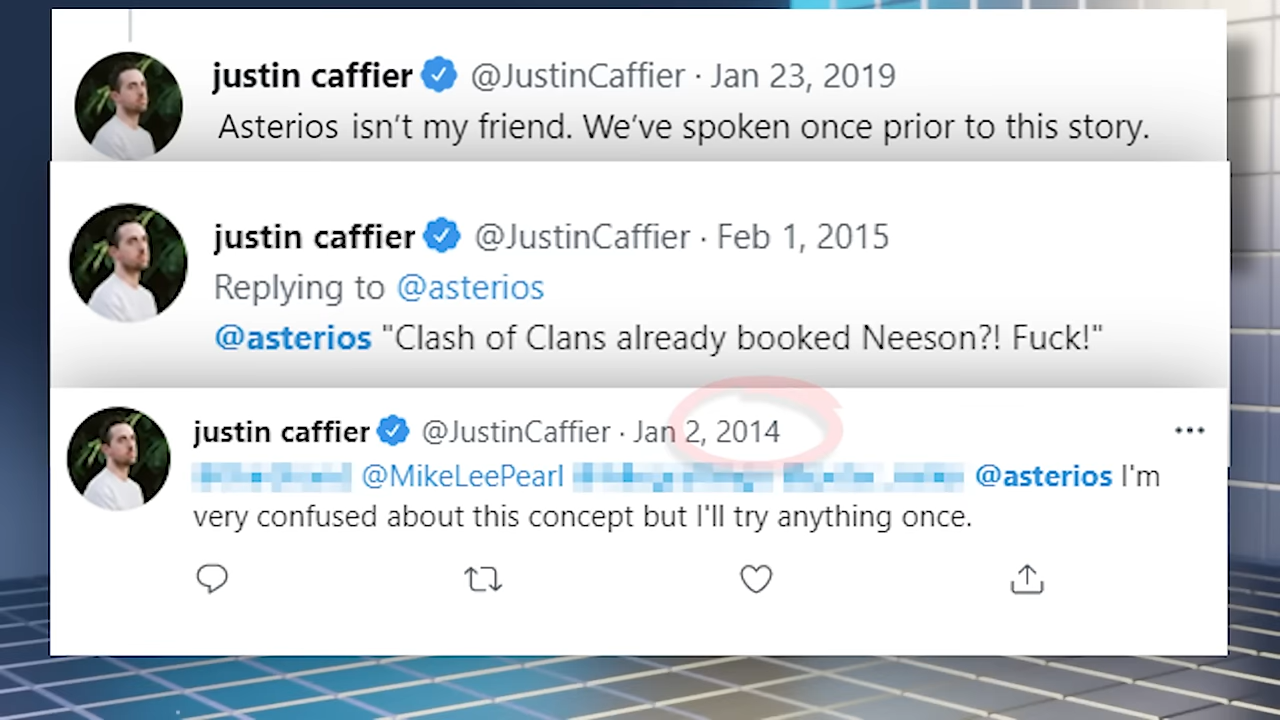 justin caffier @JustinCaffier · Jan 23, 2019
Asterios isn’t my friend. We’ve spoken once prior to this story.
justin caffier @JustinCaffier · Feb 1, 2015
Replying to @asterios
@asterios "Clash of Clans already booked Neeson?! Fuck!"
justin caffier @JustinCaffier · Jan 2, 2014
@MikeLeePearl @asterios I'm
very confused about this concept but I'll try anything once.